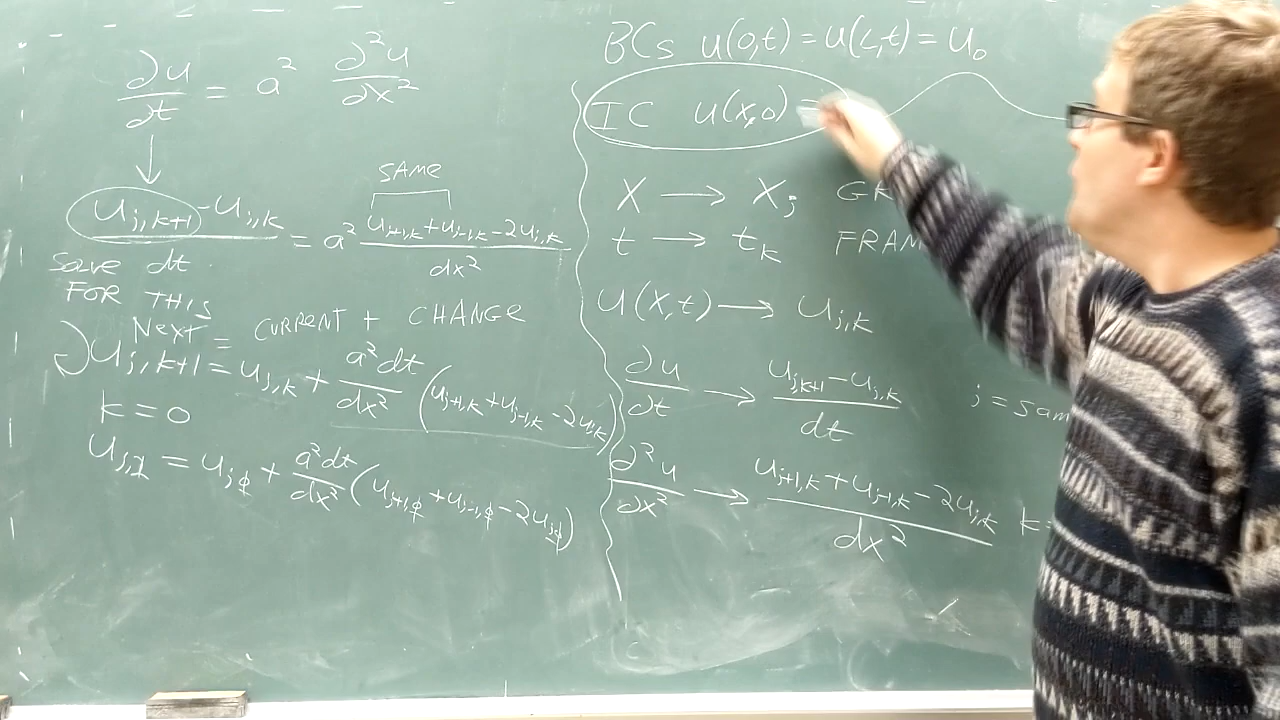 ∂u/∂t = a² ∂²u/∂x²
SAME
(u_{j,k+1} - u_{j,k})/dt = a² (u_{j+1,k} + u_{j-1,k} - 2u_{j,k})/dx²
SOLVE
FOR THIS
NEXT = CURRENT + CHANGE
u_{j,k+1} = u_{j,k} + a²dt/dx² (u_{j+1,k} + u_{j-1,k} - 2u_{j,k})
k=0
u_{j,1} = u_{j,0} + a²dt/dx² (u_{j+1,0} + u_{j-1,0} - 2u_{j,0})
BCs u(0,t) = u(L,t) = u₀
IC u(x,0) =
x → x_j
t → t_k
u(x,t) → u_{j,k}
∂u/∂t → (u_{j,k+1} - u_{j,k})/dt
∂²u/∂x² → (u_{j+1,k} + u_{j-1,k} - 2u_{j,k})/dx²